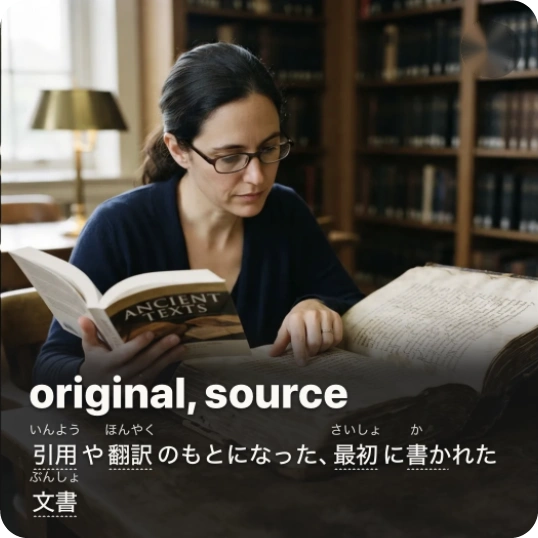 ANCIENT
TEXTS
original, source
いんよう ほんやく さいしょ か
引用や翻訳のもとになった、最初に書かれた
ぶんしょ
文書